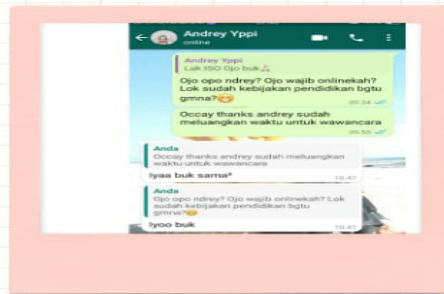 Andrey Yppi
online
Andrey Yppi
Lak ISO Ojo buk
Ojo opo ndrey? Ojo wajib onlinekah?
Lok sudah kebijakan pendidikan bgtu
gmna?
09.34
Occay thanks andrey sudah
meluangkan waktu untuk wawancara
09.55
Anda
Occay thanks andrey sudah meluangkan
waktu untuk wawancara
Iyaa buk sama²
10.47
Anda
Ojo opo ndrey? Ojo wajib onlinekah? Lok
sudah kebijakan pendidikan bgtu
gmna?
Iyoo buk
10.47